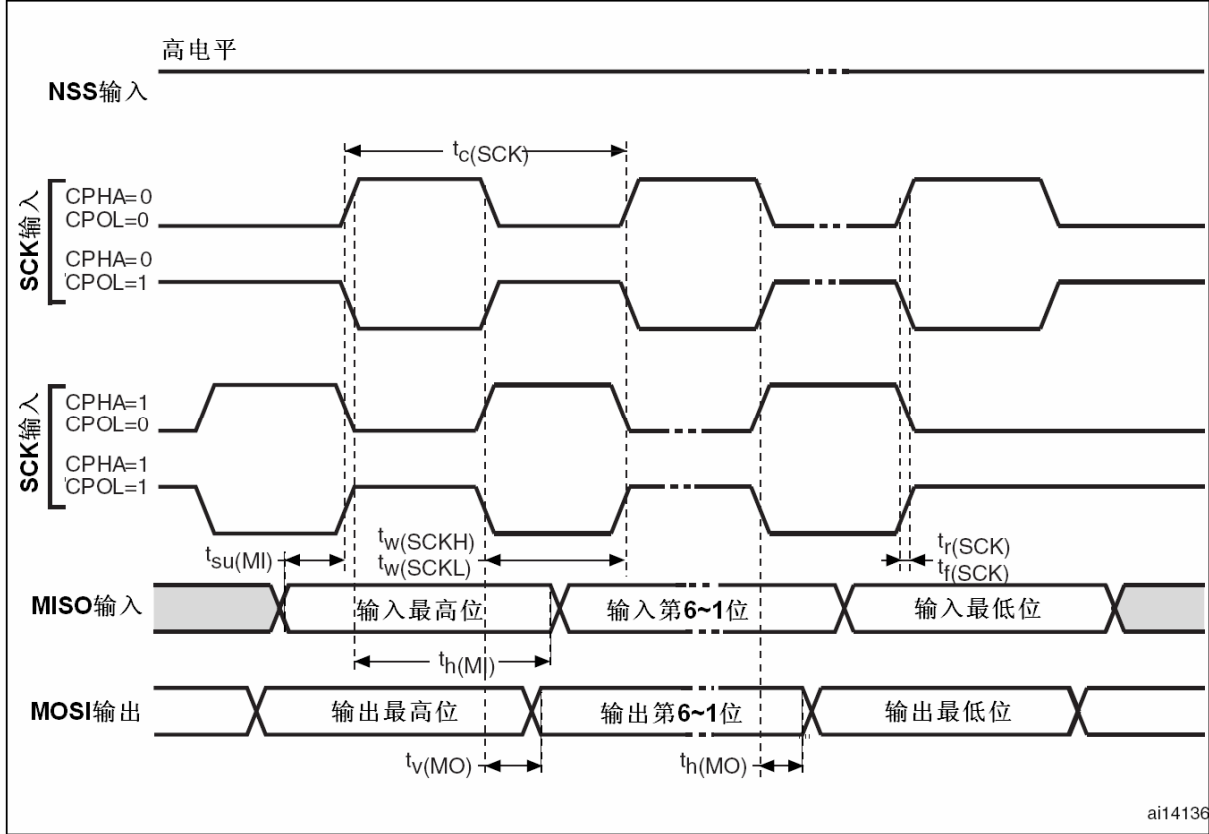 高电平
NSS输入
tc(SCK)
SCK输入
CPHA=0
CPOL=0
CPHA=0
CPOL=1
SCK输入
CPHA=1
CPOL=0
CPHA=1
CPOL=1
tsu(MI)
tw(SCKH)
tw(SCKL)
tr(SCK)
tf(SCK)
MISO输入
输入最高位
输入第6~1位
输入最低位
th(MI)
MOSI输出
输出最高位
输出第6~1位
输出最低位
tv(MO)
th(MO)
ai14136